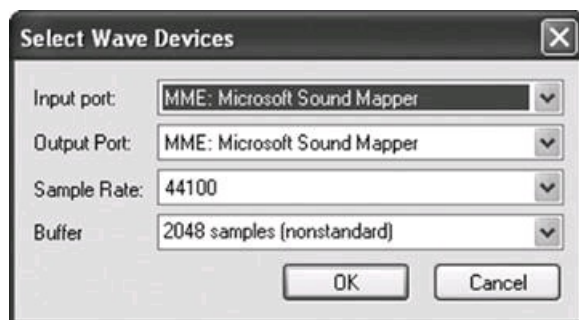 Select Wave Devices
Input port: MME: Microsoft Sound Mapper
Output Port: MME: Microsoft Sound Mapper
Sample Rate: 44100
Buffer 2048 samples (nonstandard)
OK Cancel